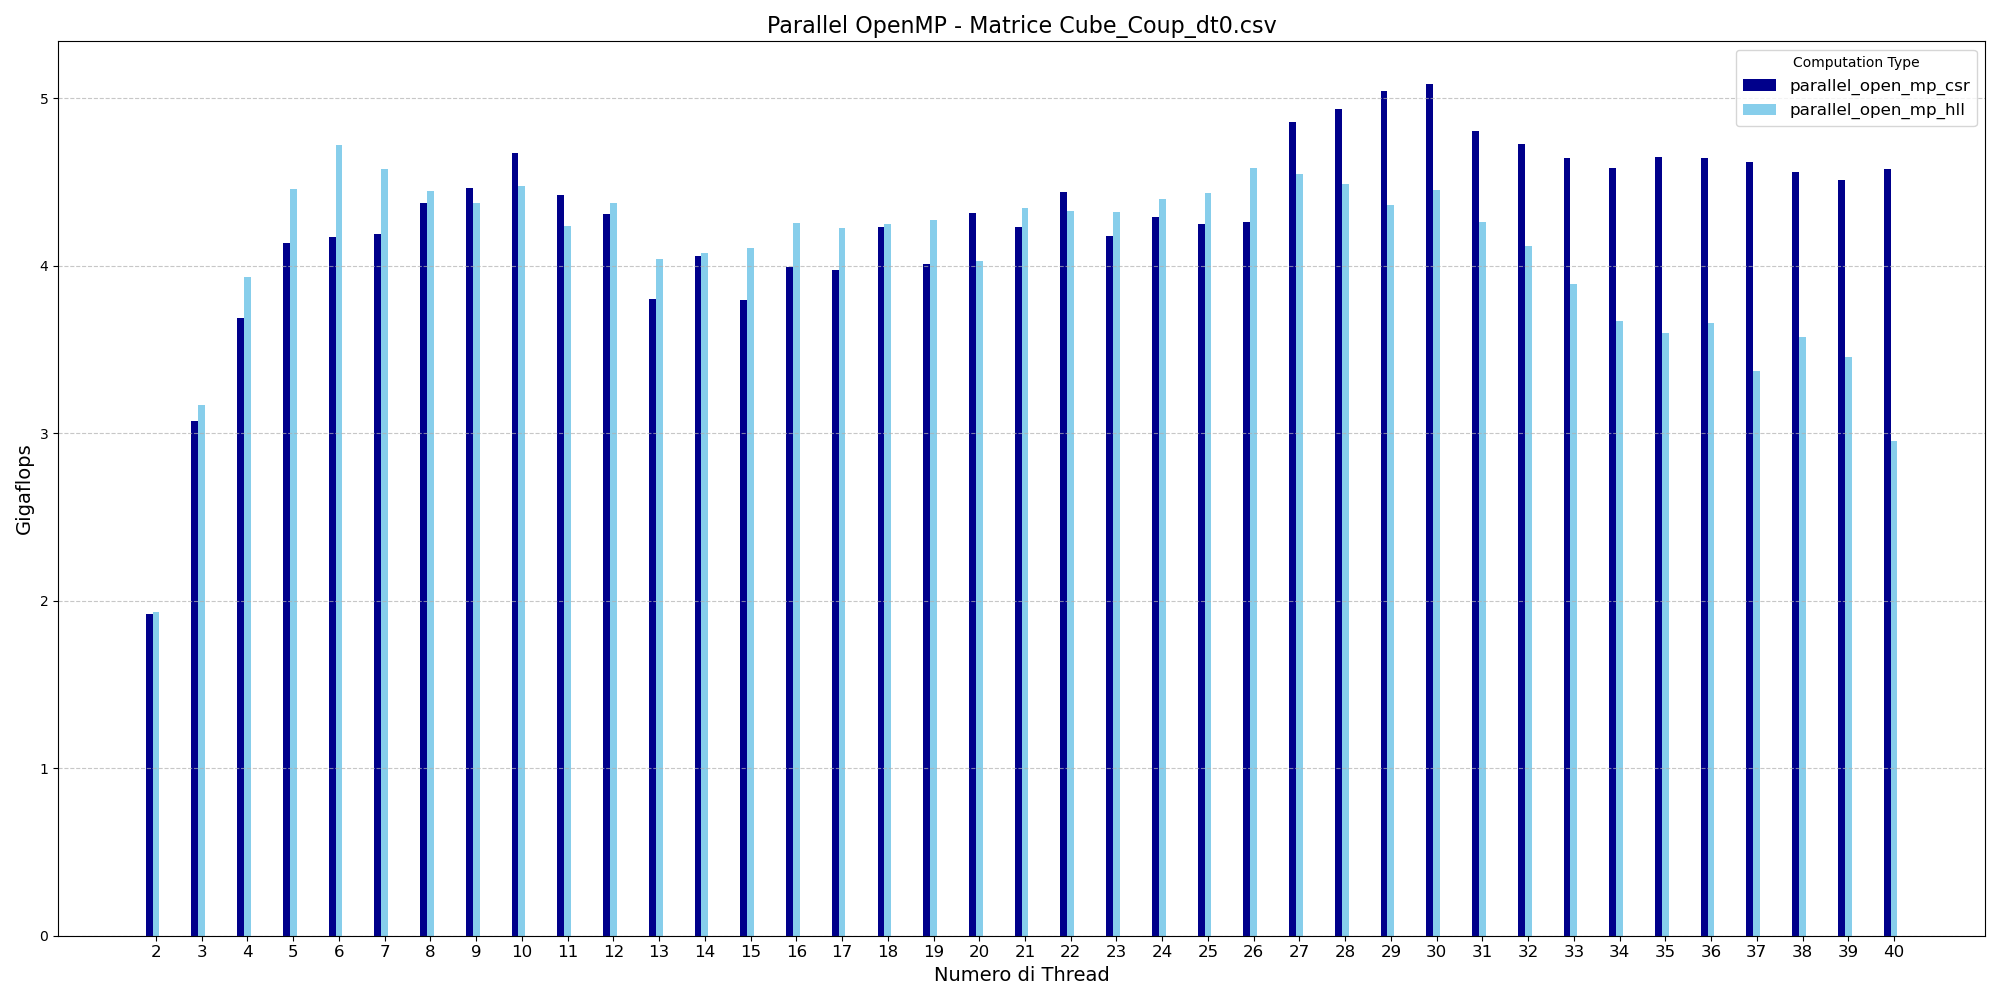 Parallel OpenMP - Matrice Cube_Coup_dt0.csv
Computation Type
parallel_open_mp_csr
parallel_open_mp_hll
Gigaflops
5
4
3
2
1
0
2 3 4 5 6 7 8 9 10 11 12 13 14 15 16 17 18 19 20 21 22 23 24 25 26 27 28 29 30 31 32 33 34 35 36 37 38 39 40
Numero di Thread